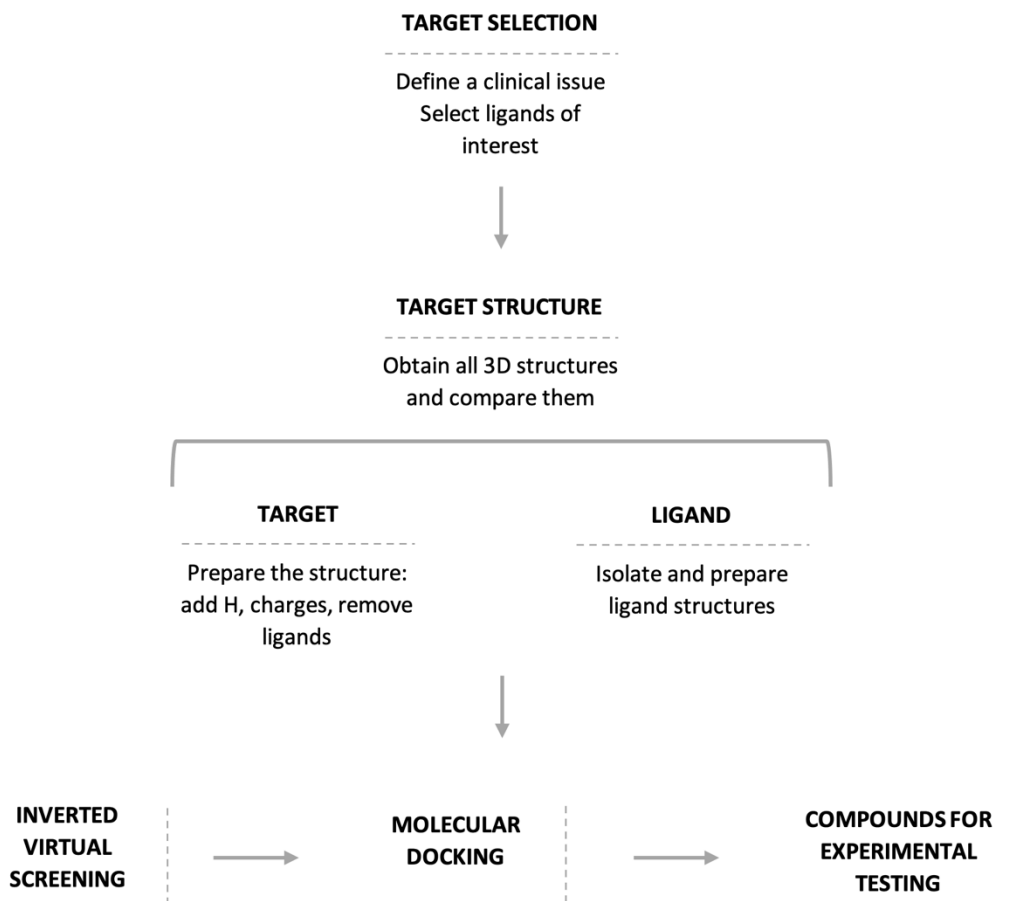 TARGET SELECTION
Define a clinical issue
Select ligands of
interest
TARGET STRUCTURE
Obtain all 3D structures
and compare them
TARGET
Prepare the structure:
add H, charges, remove
ligands
LIGAND
Isolate and prepare
ligand structures
INVERTED
VIRTUAL
SCREENING
MOLECULAR
DOCKING
COMPOUNDS FOR
EXPERIMENTAL
TESTING